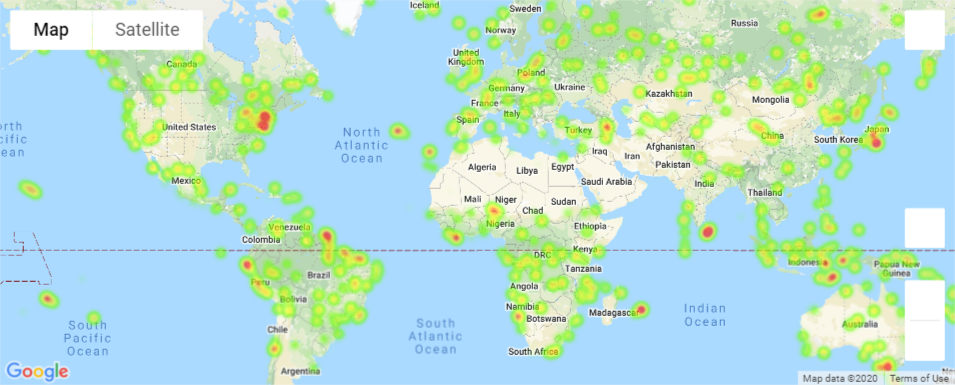 Iceland
Sweden
Russia
Map
Satellite
Norway
Canada
United
Kingdom
Poland
Germany
Ukraine
Kazakhstan
Mongolia
France
Italy
Spain
United States
North
Atlantic
Ocean
Turkey
China
South Korea
Japan
orth
cific
ean
Afghanistan
Iraq
Iran
Pakistan
Algeria
Libya
Egypt
Saudi Arabia
India
Mexico
Thailand
Mali
Niger
Chad
Sudan
Nigeria
Ethiopia
Venezuela
Colombia
DRC
Kenya
Indonesia
Papua New
Guinea
Tanzania
Peru
Brazil
Angola
Bolivia
Namibia
Botswana
Madagascar
Indian
Ocean
South
Pacific
Ocean
South
Atlantic
Ocean
Chile
Australia
South Africa
Argentina
Google
Map data ©2020
Terms of Use